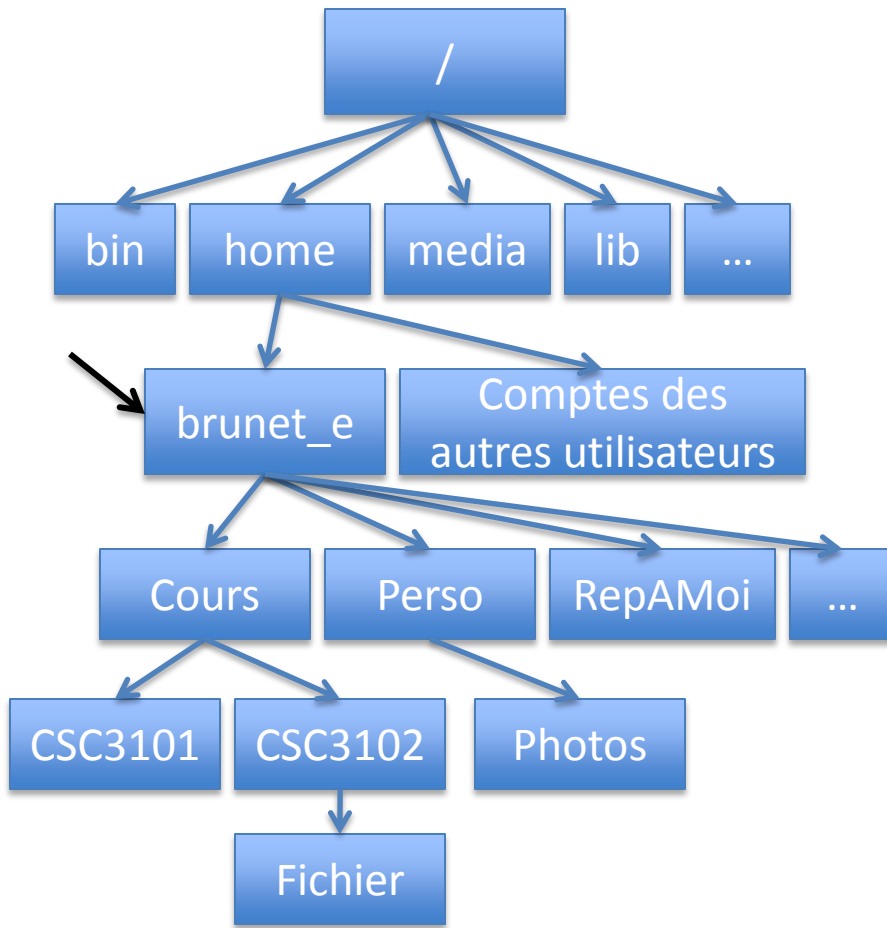 /
bin
home
media
lib
...
brunet_e
Comptes des
autres utilisateurs
Cours
Perso
RepAMoi
...
CSC3101
CSC3102
Photos
Fichier